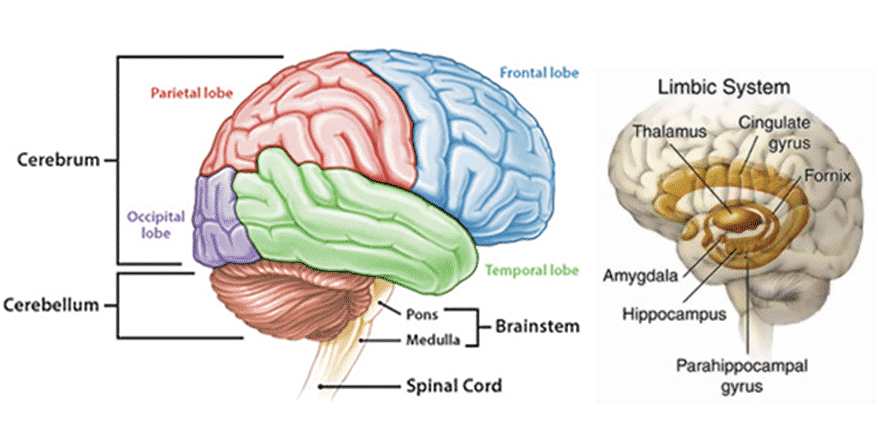 Parietal lobe
Frontal lobe
Cerebrum
Occipital
lobe
Temporal lobe
Cerebellum
Pons
Medulla
Brainstem
Spinal Cord
Limbic System
Thalamus
Cingulate
gyrus
Fornix
Amygdala
Hippocampus
Parahippocampal
gyrus